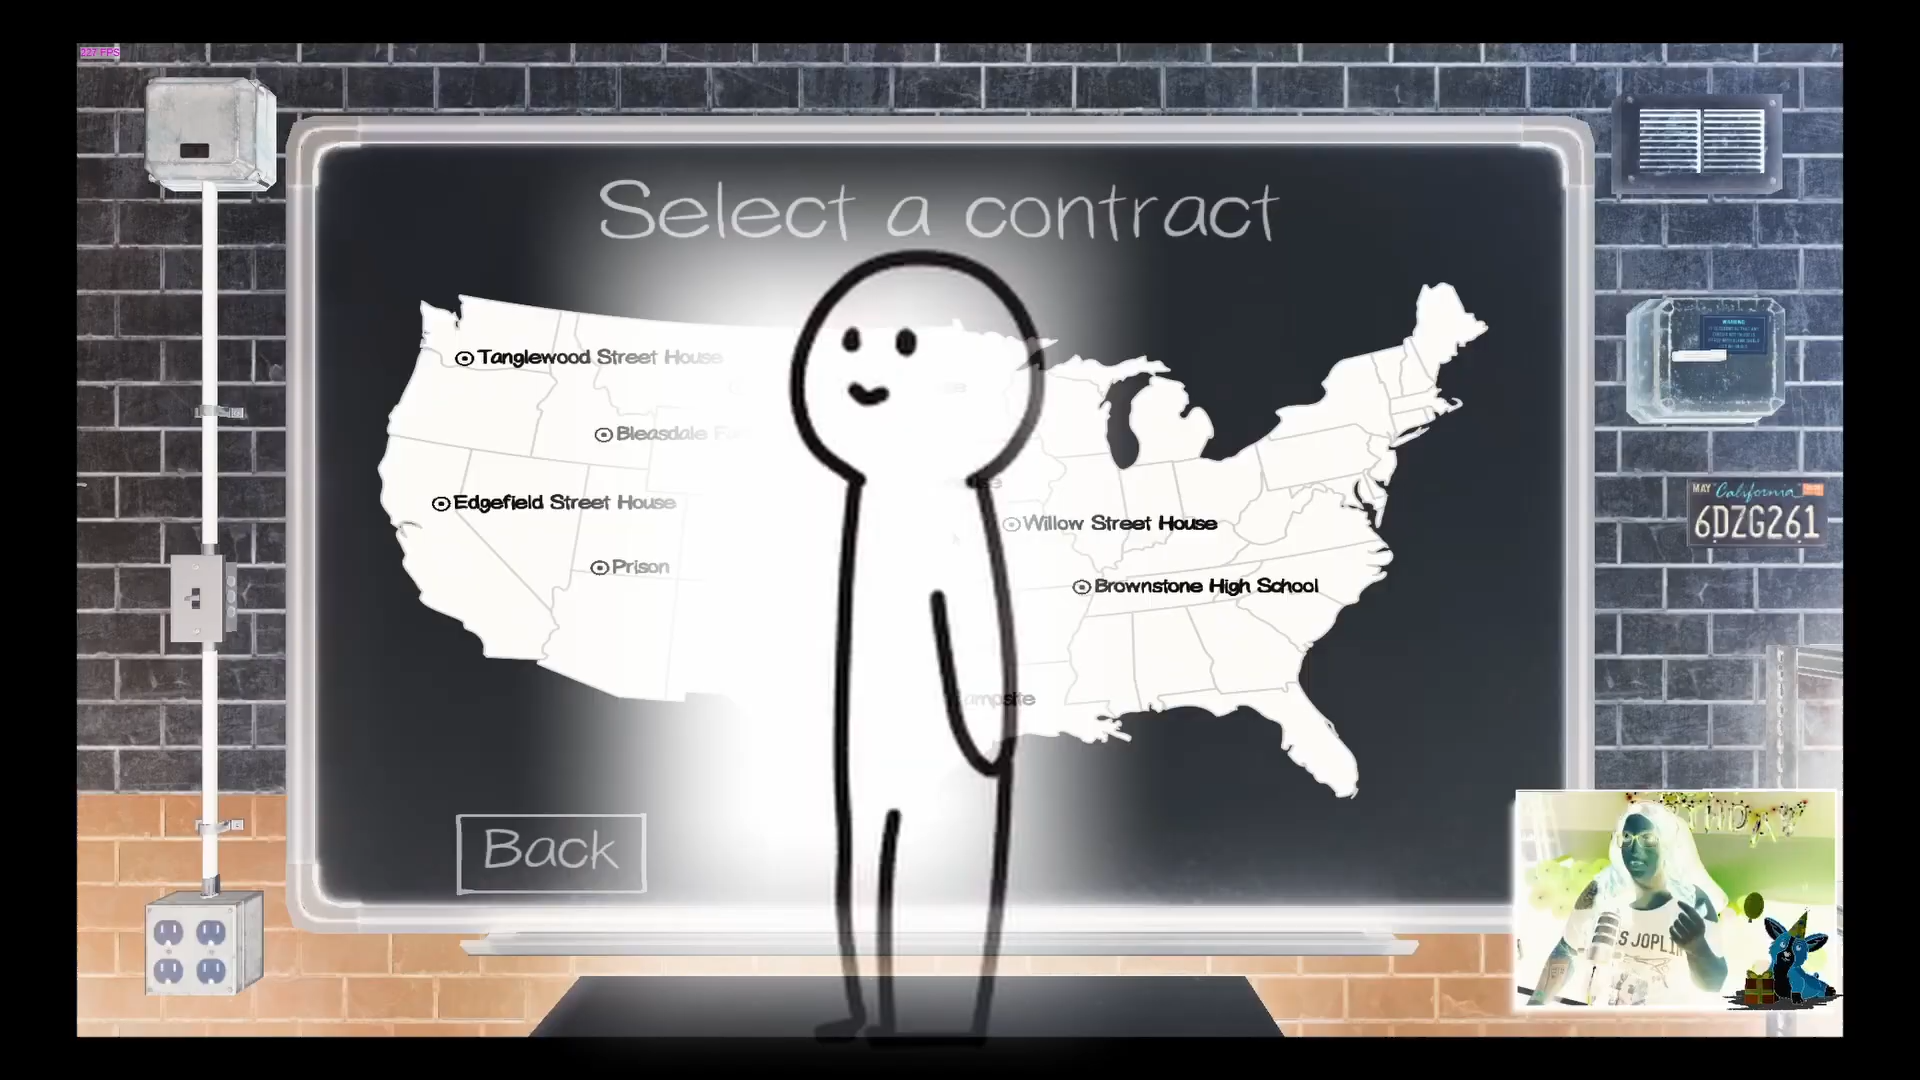 227 FPS
Select a contract
Tanglewood Street House
Bleasdale
Edgefield Street House
Willow Street House
Prison
Brownstone High School
Back
WARNING
MAY California
6DZG261